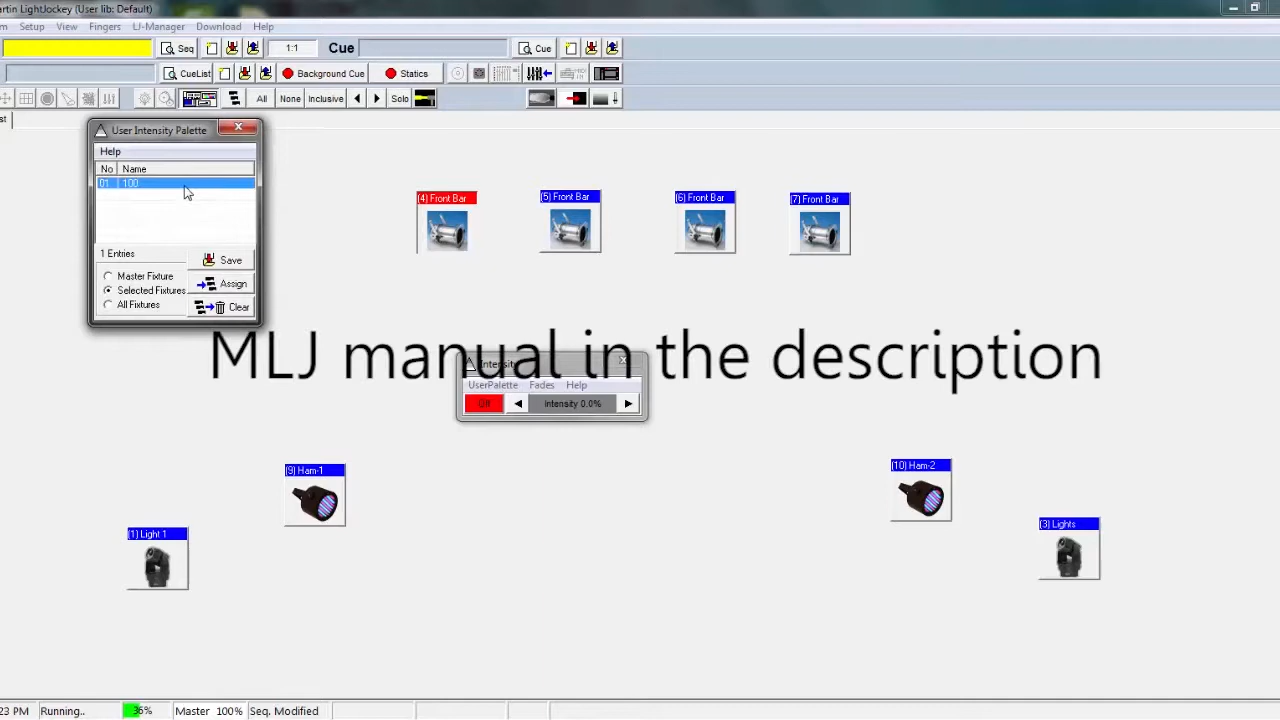 artin LightJockey (User lib: Default)
m Setup View Fingers LJ-Manager Download Help
Seq 1:1 Cue Cue
CueList Background Cue Statics
All None Inclusive Solo
st
User Intensity Palette
Help
No Name
01 100
1 Entries
Save
Master Fixture
Assign
Selected Fixtures
All Fixtures
Clear
(4) Front Bar
(5) Front Bar
(6) Front Bar
(7) Front Bar
MLJ manual in the description
Intensity
UserPalette Fades Help
Off Intensity 0.0%
(9) Ham-1
(10) Ham-2
(1) Light 1
(3) Lights
23 PM Running.. 36% Master 100% Seq. Modified